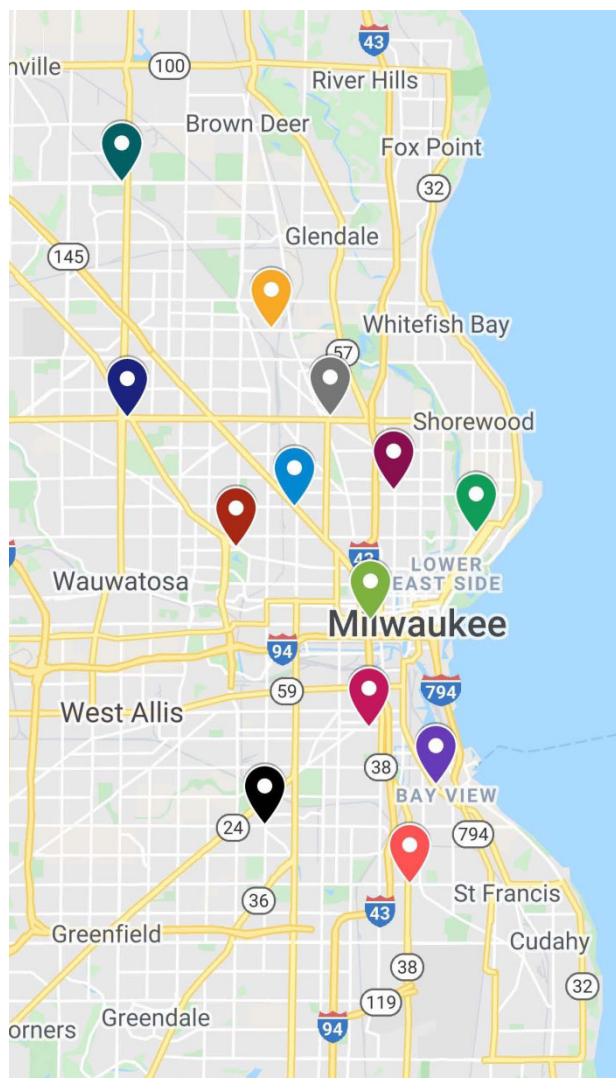 43
nville
100
River Hills
Brown Deer
Fox Point
32
Glendale
145
Whitefish Bay
57
Shorewood
43
LOWER
EAST SIDE
Wauwatosa
Milwaukee
94
59
794
West Allis
38
BAY VIEW
24
794
36
St Francis
43
Greenfield
Cudahy
38
32
119
Greendale
orners
94